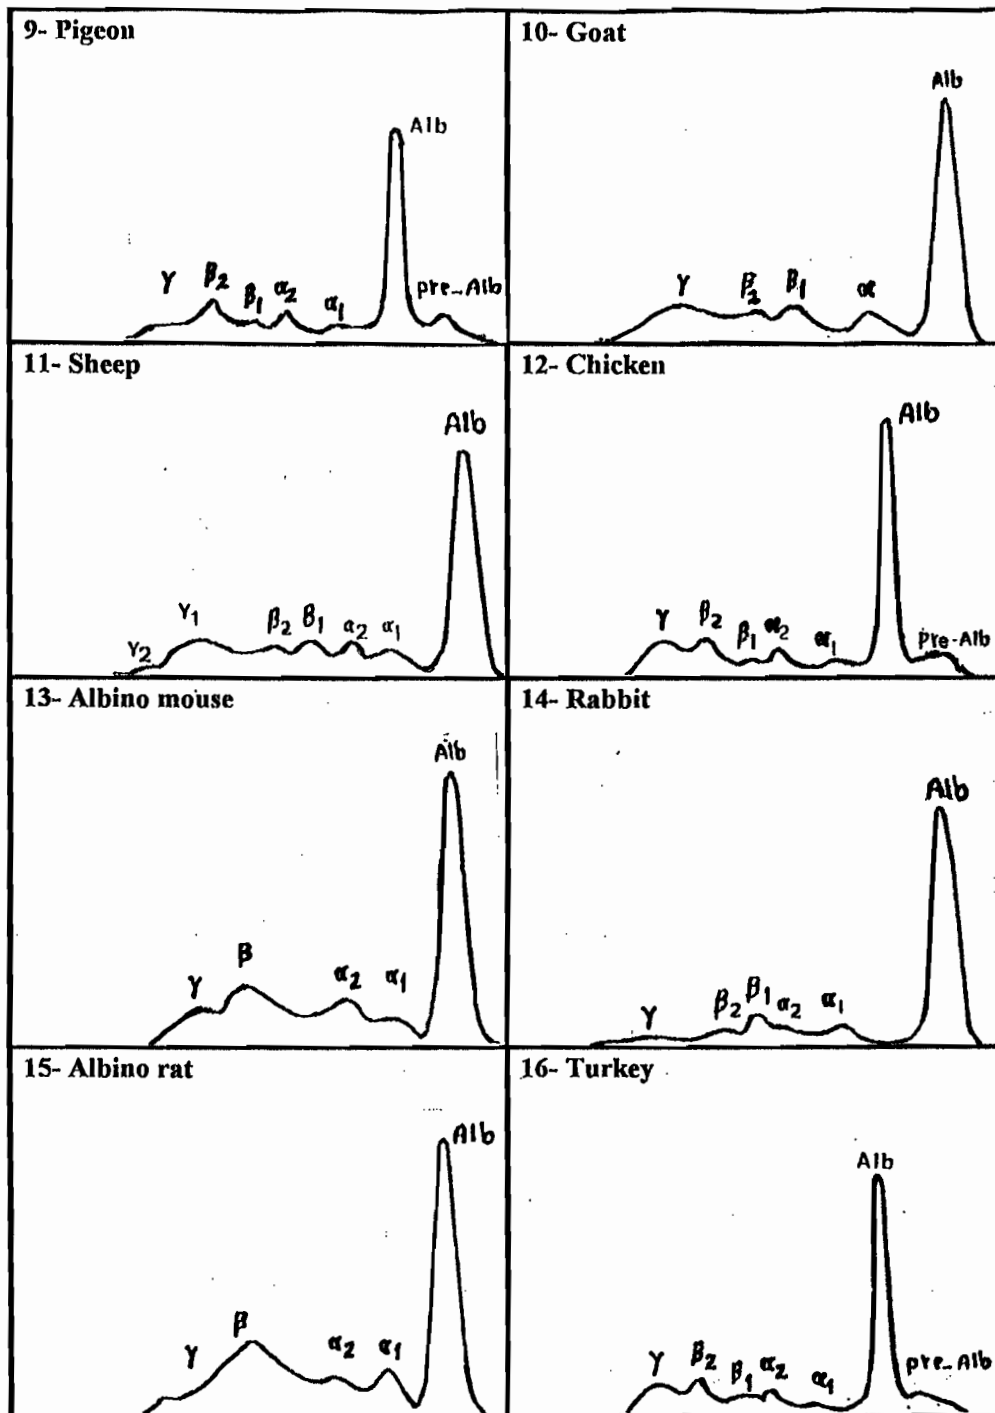 9- Pigeon
Alb
γ β2 β1 α2 α1 pre-Alb
10- Goat
Alb
γ β2 β1 α
11- Sheep
Alb
γ2 γ1 β2 β1 α2 α1
12- Chicken
Alb
γ β2 β1 α2 α1 pre-Alb
13- Albino mouse
Alb
γ β α2 α1
14- Rabbit
Alb
γ β2 β1 α2 α1
15- Albino rat
Alb
γ β α2 α1
16- Turkey
Alb
γ β2 β1 α2 α1 pre-Alb